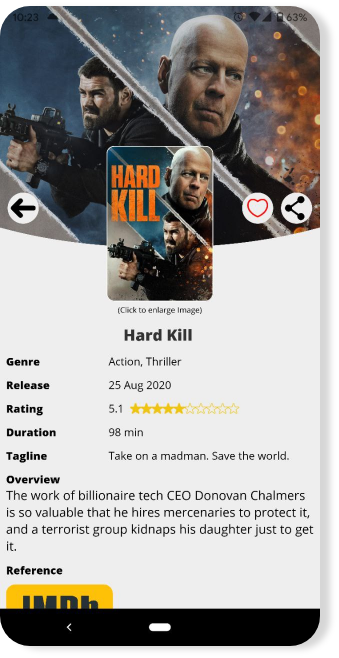 10:23
63%
HARD
KILL
(Click to enlarge Image)
Hard Kill
Genre Action, Thriller
Release 25 Aug 2020
Rating 5.1
Duration 98 min
Tagline Take on a madman. Save the world.
Overview
The work of billionaire tech CEO Donovan Chalmers
is so valuable that he hires mercenaries to protect it,
and a terrorist group kidnaps his daughter just to get
it.
Reference
IMDb